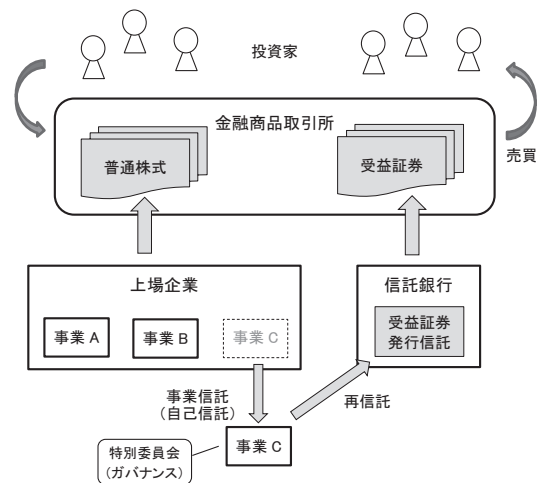 投資家
金融商品取引所
普通株式
受益証券
売買
上場企業
信託銀行
事業 A
事業 B
事業 C
受益証券
発行信託
事業信託
(自己信託)
再信託
特別委員会
(ガバナンス)
事業 C